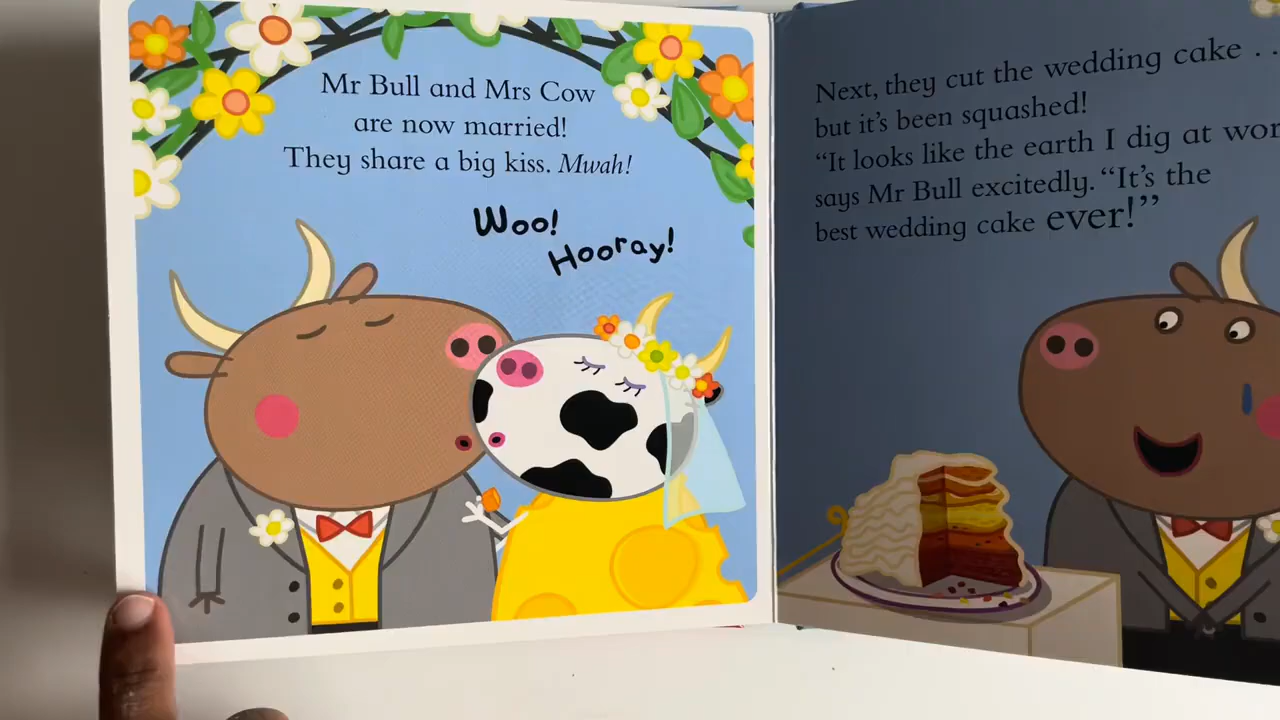 Mr Bull and Mrs Cow
are now married!
They share a big kiss. Mwah!
Woo!
Hooray!
Next, they cut the wedding cake . .
but it's been squashed!
"It looks like the earth I dig at
says Mr Bull excitedly. "It's the
best wedding cake ever!"